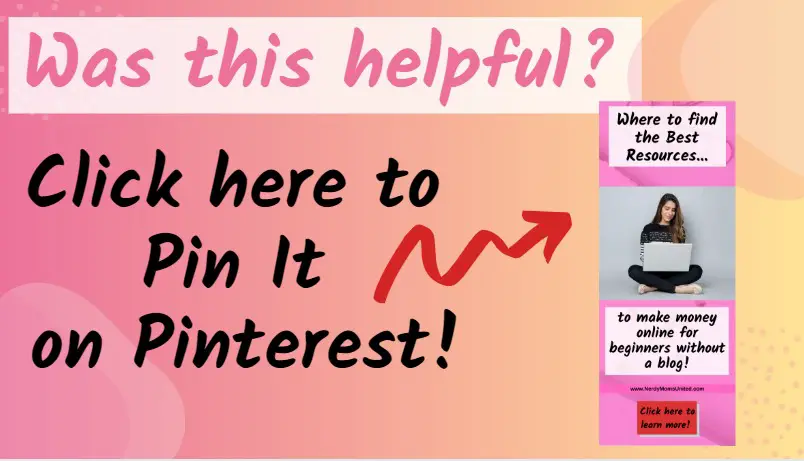 Was this helpful?
Click here to
Pin It
on Pinterest!
Where to find
the Best
Resources...
to make money
online for
beginners without
a blog!
www.NerdyMomsUnited.com
Click here to
learn more!